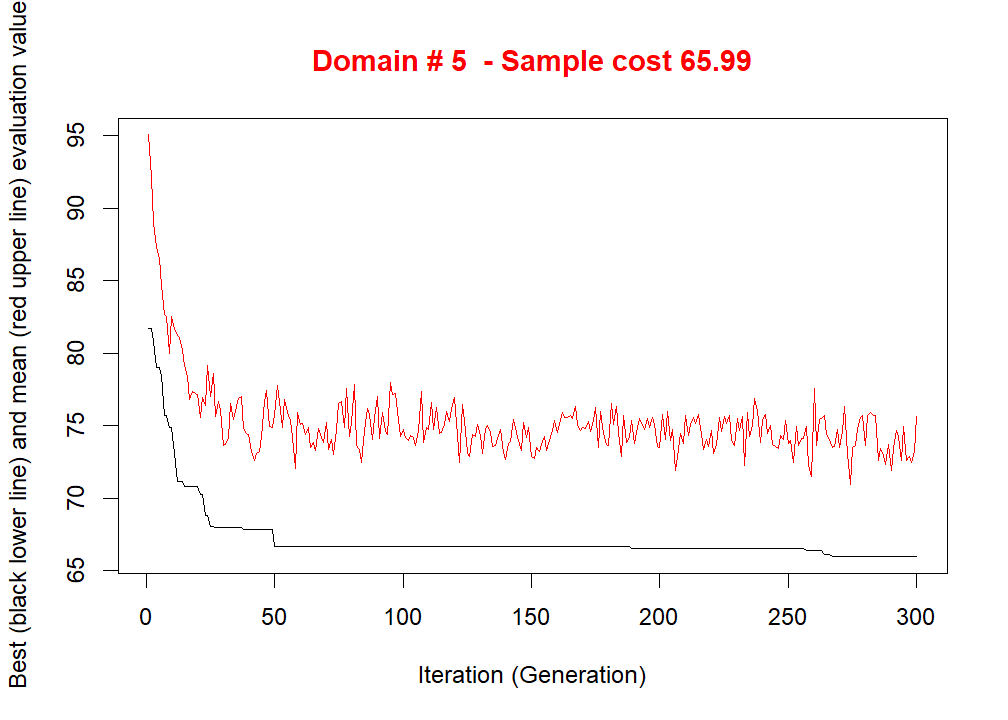 Domain # 5  - Sample cost 65.99
Best (black lower line) and mean (red upper line) evaluation value
95
90
85
80
75
70
65
0 50 100 150 200 250 300
Iteration (Generation)